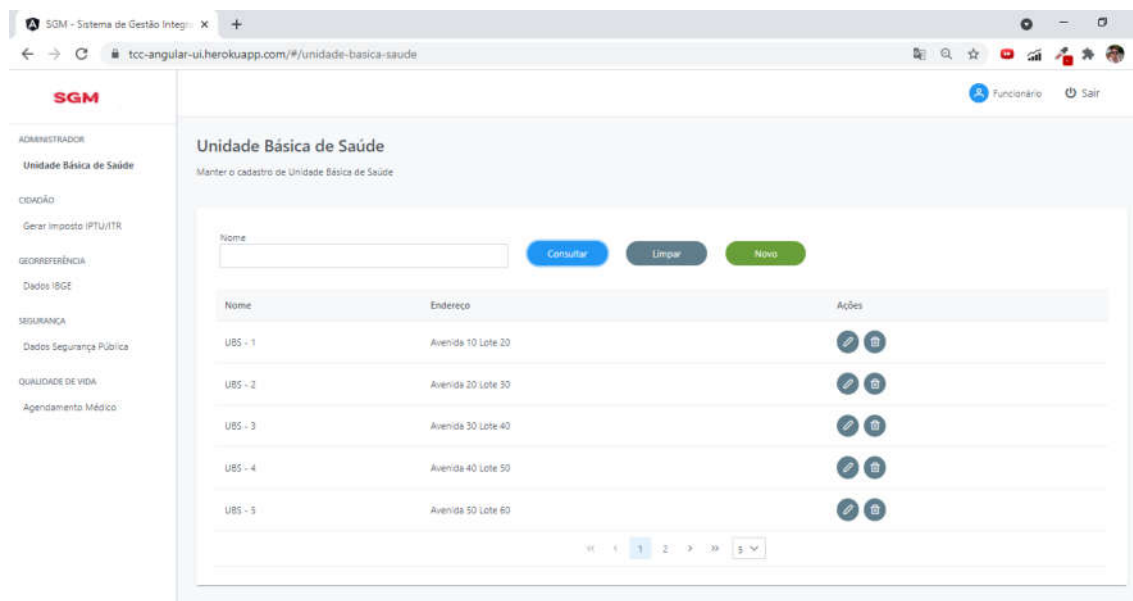 SGM - Sistema de Gestão Integr
tcc-angular-ui.herokuapp.com/#/unidade-basica-saude
SGM
Funcionário
Sair
ADMINISTRADOR
Unidade Básica de Saúde
CIDADÃO
Gerar Imposto IPTU/ITR
GEORREFERÊNCIA
Dados IBGE
SEGURANÇA
Dados Segurança Pública
QUALIDADE DE VIDA
Agendamento Médico
Unidade Básica de Saúde
Manter o cadastro de Unidade Básica de Saúde
Nome
Consultar
Limpar
Novo
Nome Endereço Ações
UBS - 1 Avenida 10 Lote 20
UBS - 2 Avenida 20 Lote 30
UBS - 3 Avenida 30 Lote 40
UBS - 4 Avenida 40 Lote 50
UBS - 5 Avenida 50 Lote 60
1 2 5